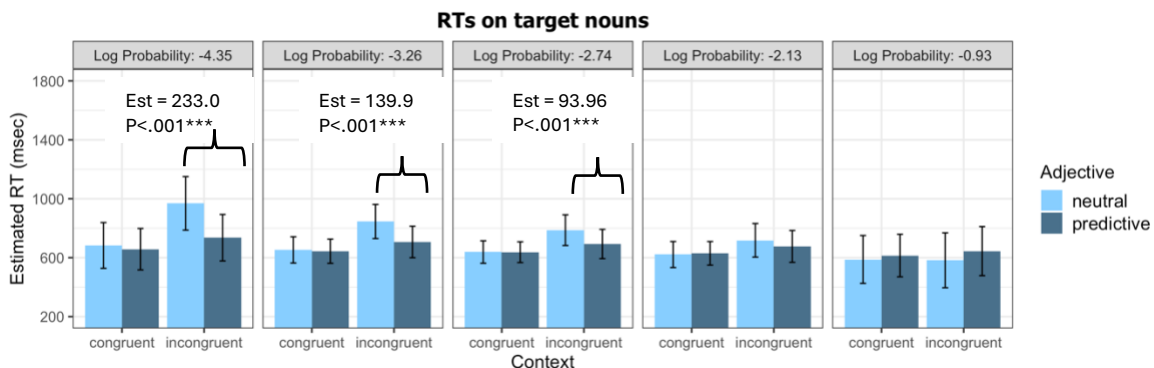 RTs on target nouns
Log Probability: -4.35
Log Probability: -3.26
Log Probability: -2.74
Log Probability: -2.13
Log Probability: -0.93
Est = 233.0
P<.001***
Est = 139.9
P<.001***
Est = 93.96
P<.001***
Estimated RT (msec)
1800
1400
1000
600
200
congruent incongruent
congruent incongruent
congruent incongruent
congruent incongruent
congruent incongruent
Context
Adjective
neutral
predictive